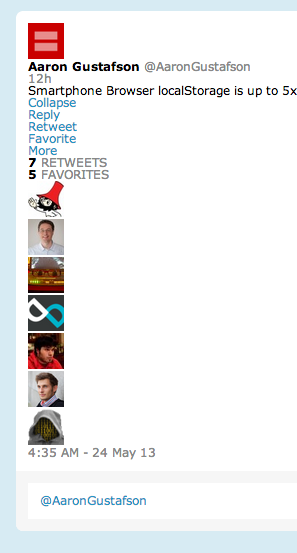 Aaron Gustafson @AaronGustafson
12h
Smartphone Browser localStorage is up to 5x
Collapse
Reply
Retweet
Favorite
More
7 RETWEETS
5 FAVORITES
4:35 AM - 24 May 13
@AaronGustafson